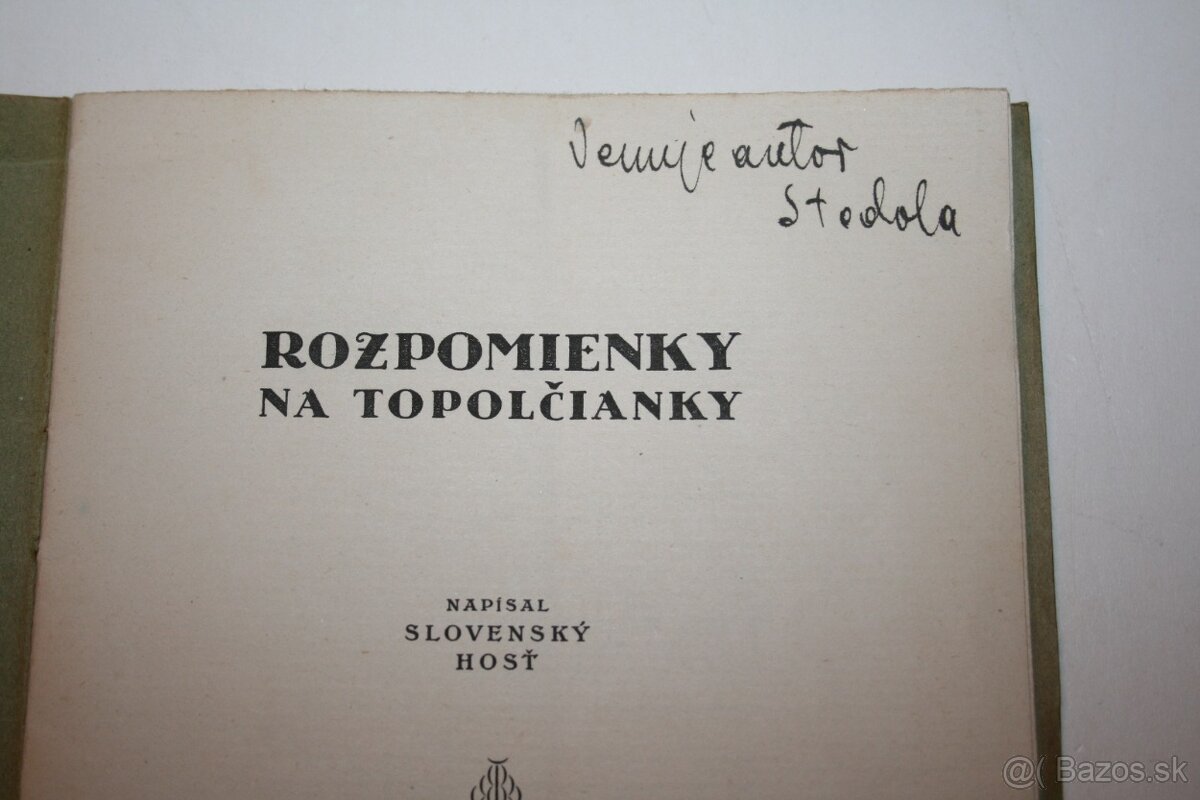 Venuje autor
Stodola
ROZPOMIENKY
NA TOPOLČIANKY
NAPÍSAL
SLOVENSKÝ
HOSŤ
@( Bazos.sk